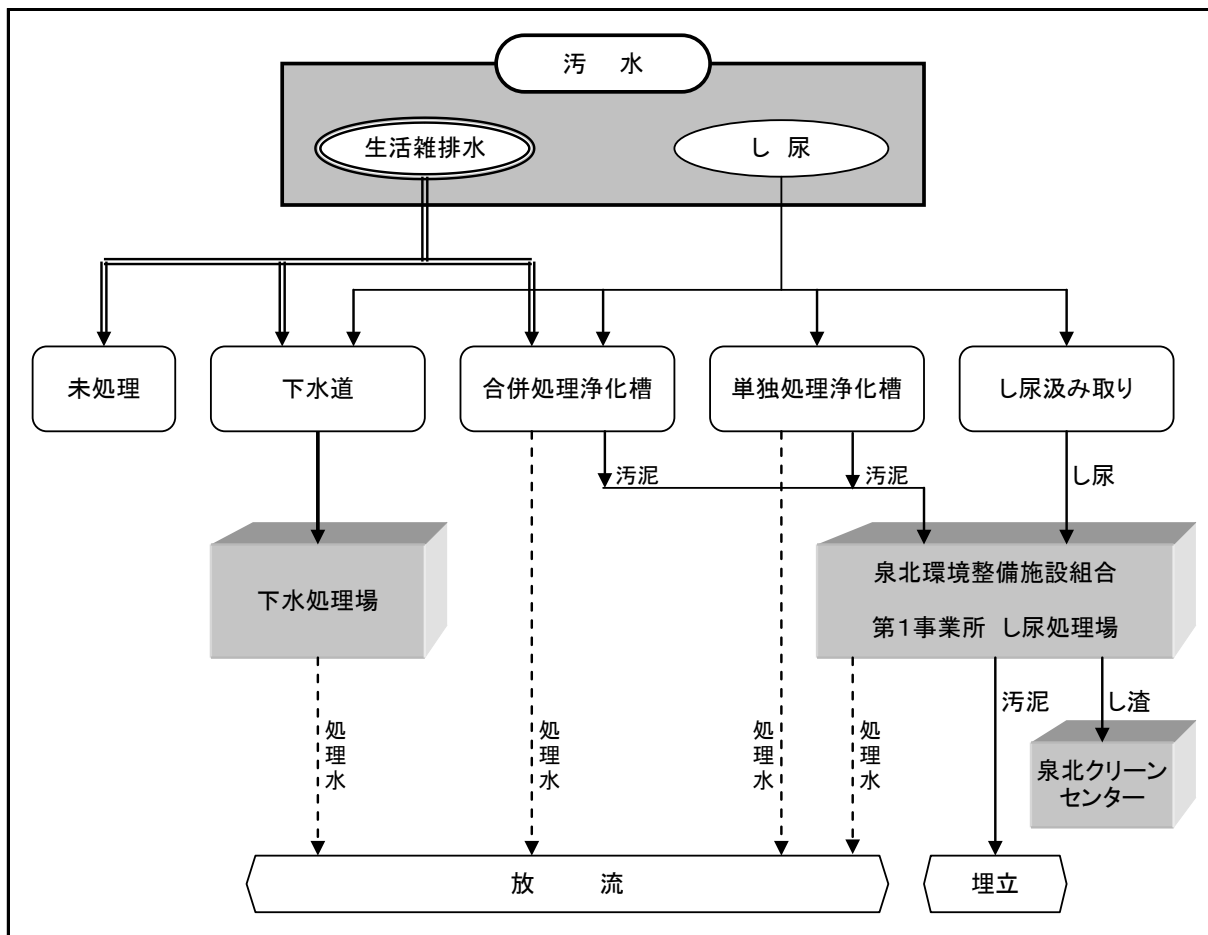 汚 水
生活雑排水
し 尿
未処理
下水道
合併処理浄化槽
単独処理浄化槽
し尿汲み取り
汚泥
汚泥
し尿
下水処理場
泉北環境整備施設組合
第1事業所 し尿処理場
処理水
処理水
処理水
処理水
汚泥
し渣
泉北クリーン
センター
放 流
埋立